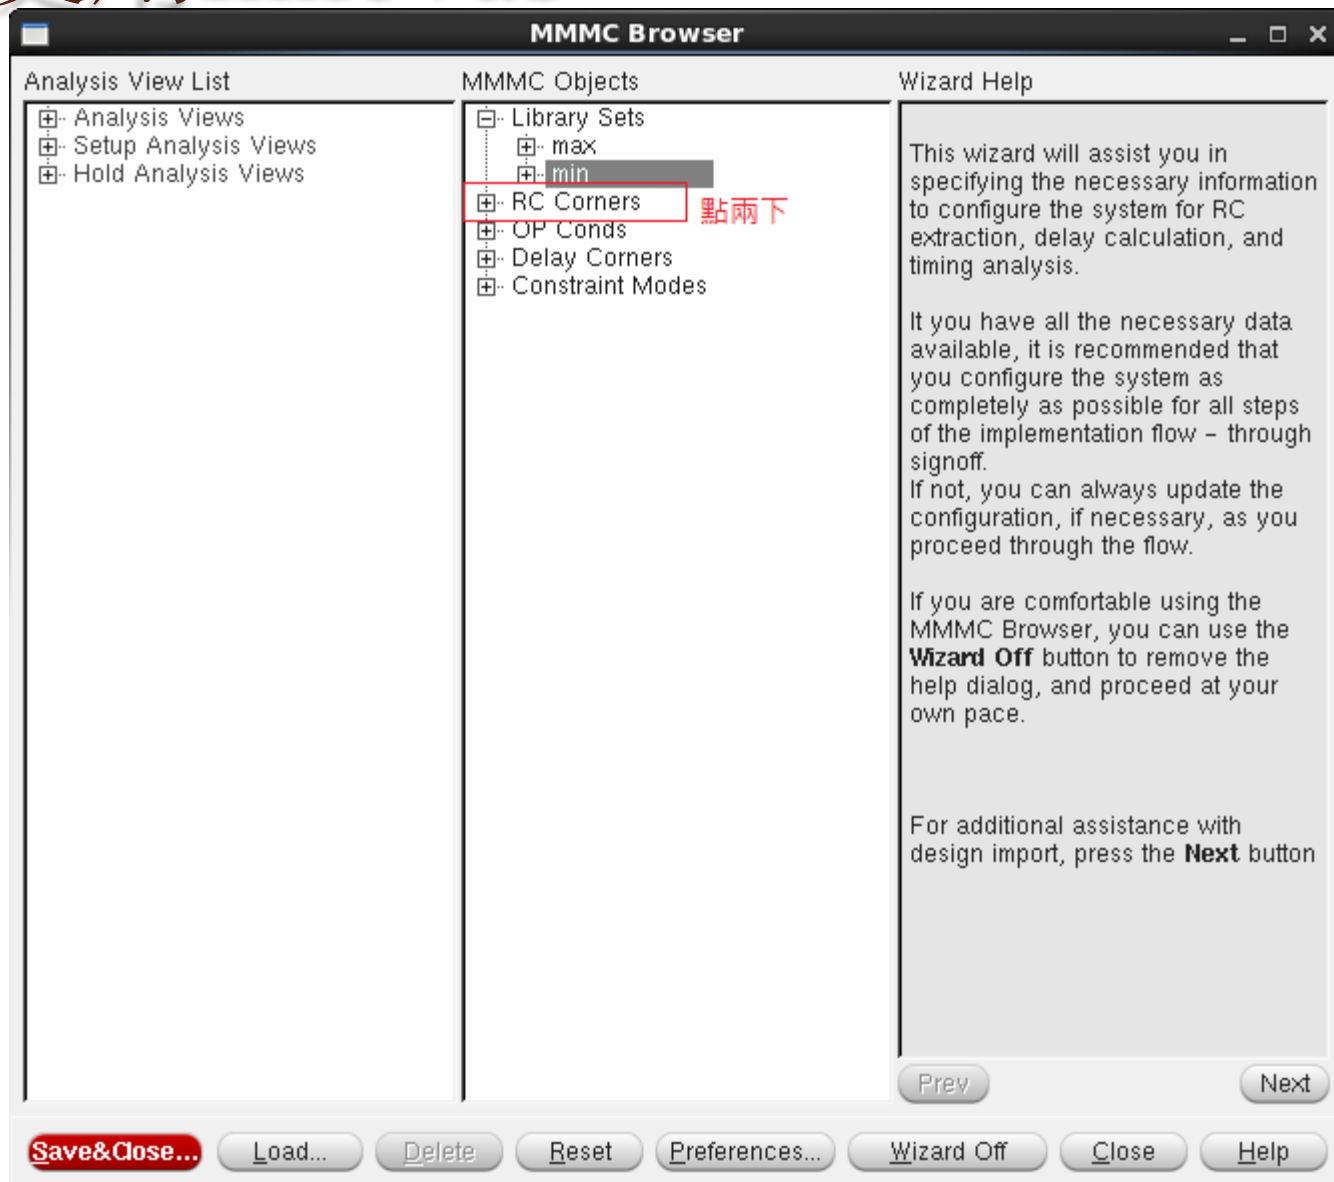 MMMC Browser
Analysis View List
Analysis Views
Setup Analysis Views
Hold Analysis Views
MMMC Objects
Library Sets
max
min
RC Corners
點兩下
OP Conds
Delay Corners
Constraint Modes
Wizard Help
This wizard will assist you in
specifying the necessary information
to configure the system for RC
extraction, delay calculation, and
timing analysis.
It you have all the necessary data
available, it is recommended that
you configure the system as
completely as possible for all steps
of the implementation flow – through
signoff.
If not, you can always update the
configuration, if necessary, as you
proceed through the flow.
If you are comfortable using the
MMMC Browser, you can use the
Wizard Off button to remove the
help dialog, and proceed at your
own pace.
For additional assistance with
design import, press the Next button
Prev
Next
Save&Close...
Load...
Delete
Reset
Preferences...
Wizard Off
Close
Help